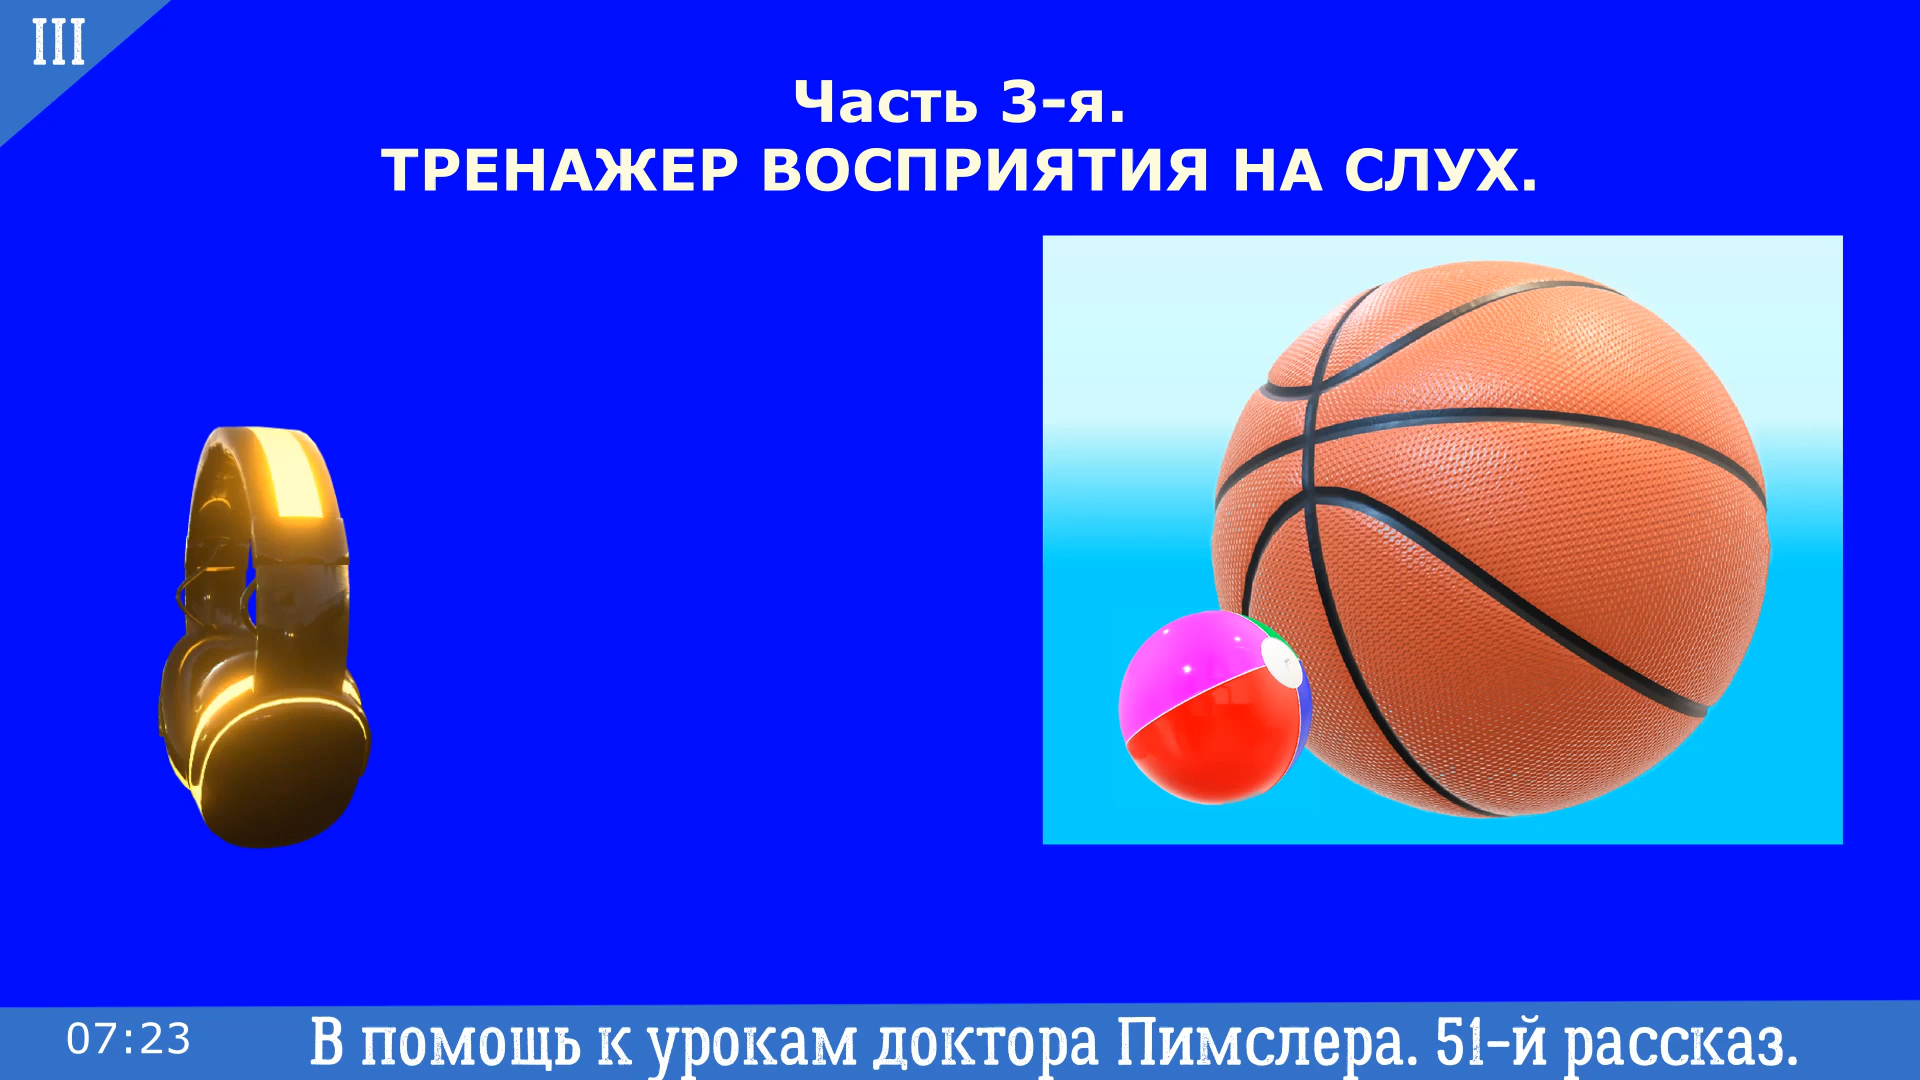 III
Часть 3-я.
ТРЕНАЖЕР ВОСПРИЯТИЯ НА СЛУХ.
07:23
В помощь к урокам доктора Пимслера. 51-й рассказ.